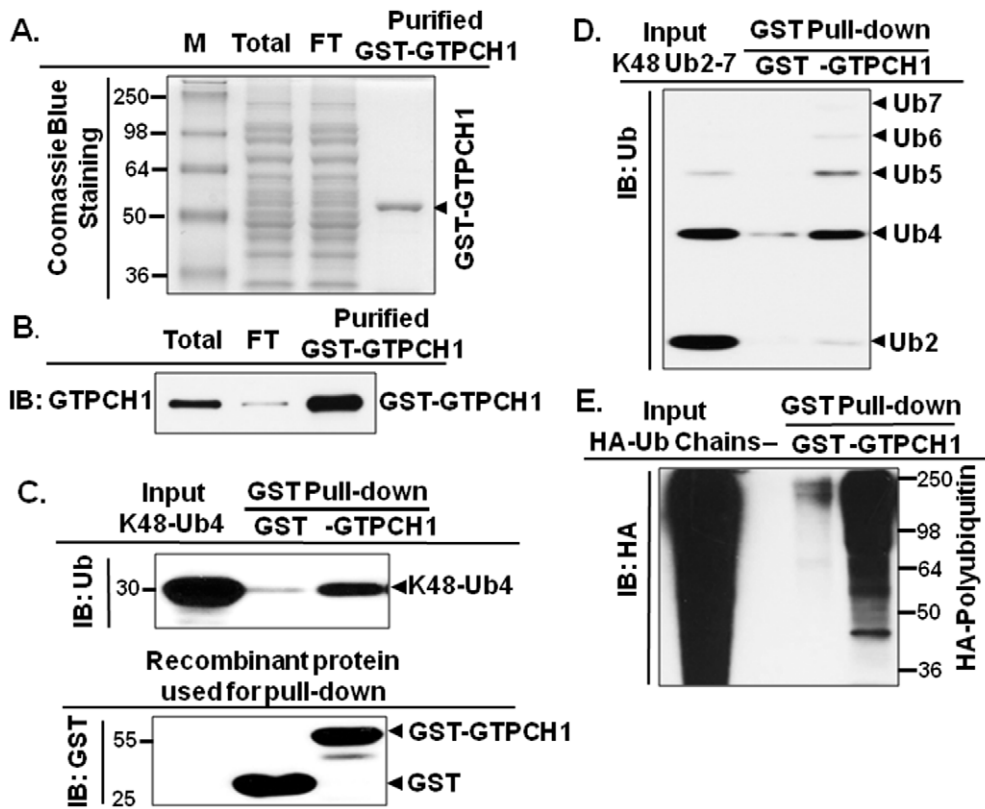 A.
M Total FT Purified GST-GTPCH1
Coomassie Blue Staining
250
98
64
50
36
GST-GTPCH1
B.
Total FT Purified GST-GTPCH1
IB: GTPCH1
GST-GTPCH1
C.
Input K48-Ub4
GST Pull-down
GST -GTPCH1
IB: Ub
30
K48-Ub4
Recombinant protein
used for pull-down
IB: GST
55
25
GST-GTPCH1
GST
D.
Input K48 Ub2-7
GST Pull-down
GST -GTPCH1
IB: Ub
Ub7
Ub6
Ub5
Ub4
Ub2
E.
Input HA-Ub Chains
GST Pull-down
– GST -GTPCH1
IB: HA
250
98
64
50
36
HA-Polyubiquitin